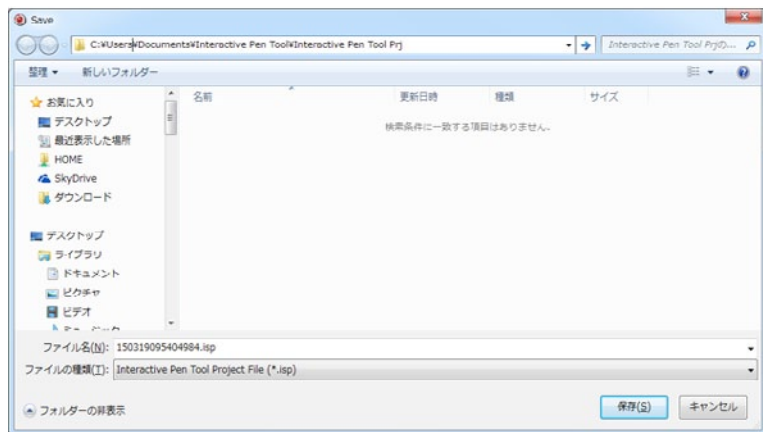 Save
C:¥Users¥Documents¥Interactive Pen Tool¥Interactive Pen Tool Prj
Interactive Pen Tool Prjの...
整理 新しいフォルダー
名前 更新日時 種類 サイズ
検索条件に一致する項目はありません。
お気に入り
デスクトップ
最近表示した場所
HOME
SkyDrive
ダウンロード
デスクトップ
ライブラリ
ドキュメント
ピクチャ
ビデオ
ファイル名(N): 150319095404984.isp
ファイルの種類(T): Interactive Pen Tool Project File (*.isp)
フォルダーの非表示
保存(S) キャンセル